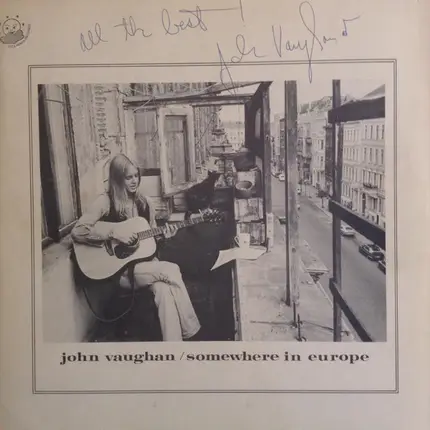 all the best!
John Vaughan
john vaughan / somewhere in europe